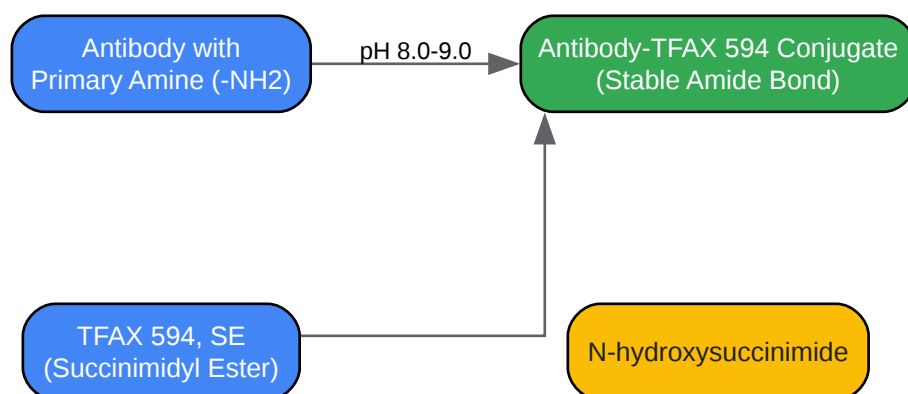 Antibody with
Primary Amine (-NH2)
pH 8.0-9.0
Antibody-TFAX 594 Conjugate
(Stable Amide Bond)
TFAX 594, SE
(Succinimidyl Ester)
N-hydroxysuccinimide